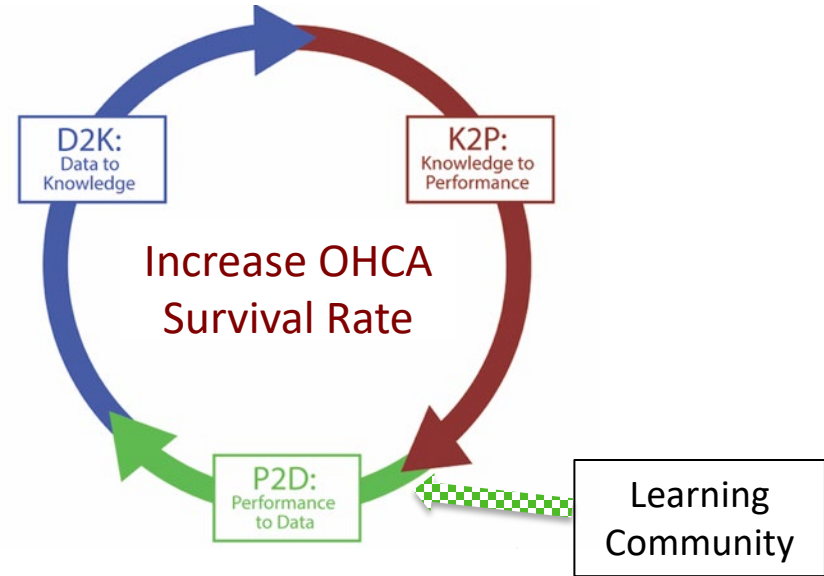 D2K:
Data to
Knowledge
K2P:
Knowledge to
Performance
Increase OHCA
Survival Rate
P2D:
Performance
to Data
Learning
Community